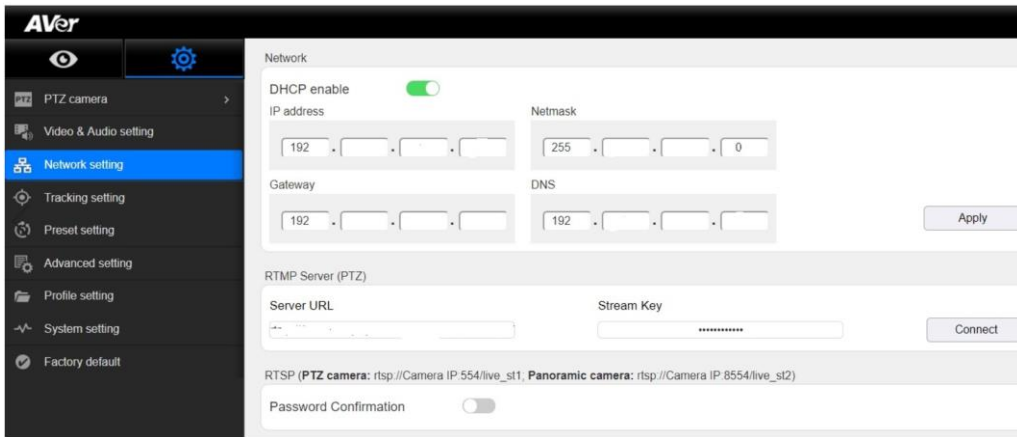 AVer
Network
DHCP enable
PTZ PTZ camera >
IP address Netmask
Video & Audio setting
192 . . . 255 . . . 0
Network setting
Gateway DNS
Tracking setting
192 . . . 192 . . . Apply
Preset setting
Advanced setting
RTMP Server (PTZ)
Profile setting
Server URL Stream Key
System setting
•••••••••••• Connect
Factory default
RTSP (PTZ camera: rtsp://Camera IP:554/live_st1; Panoramic camera: rtsp://Camera IP:8554/live_st2)
Password Confirmation